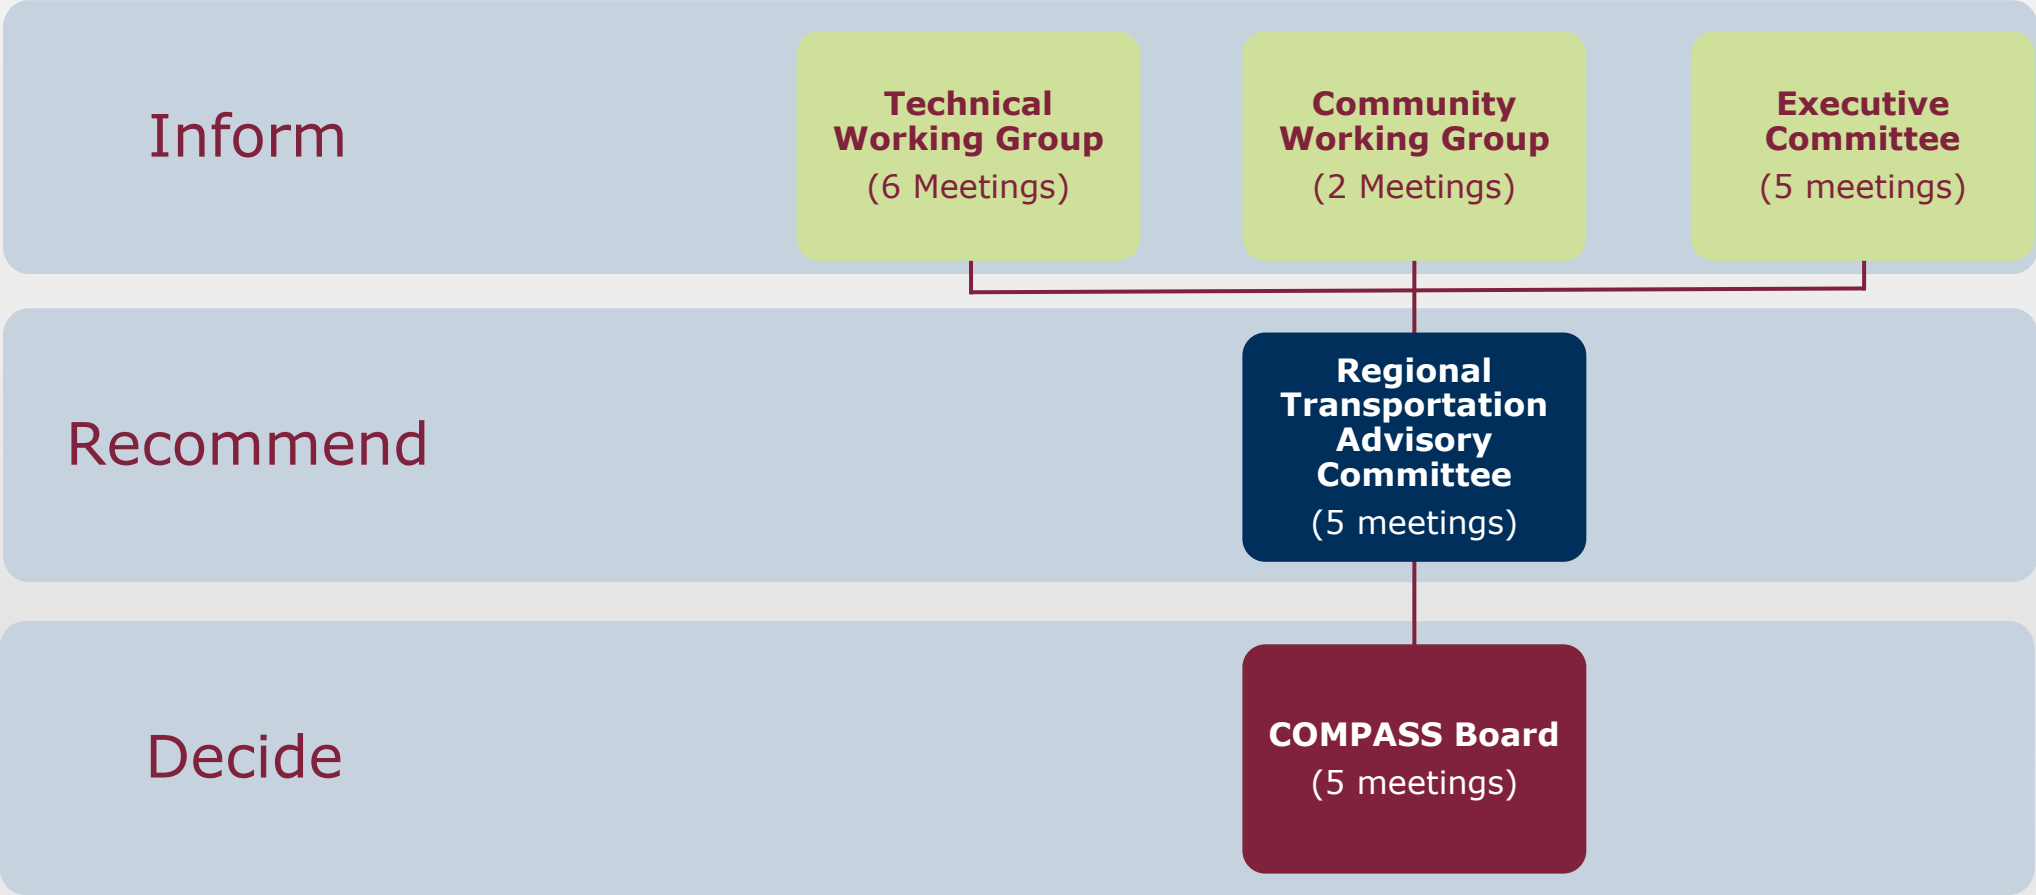 Inform
Technical
Working Group
(6 Meetings)
Community
Working Group
(2 Meetings)
Executive
Committee
(5 meetings)
Recommend
Regional
Transportation
Advisory
Committee
(5 meetings)
Decide
COMPASS Board
(5 meetings)